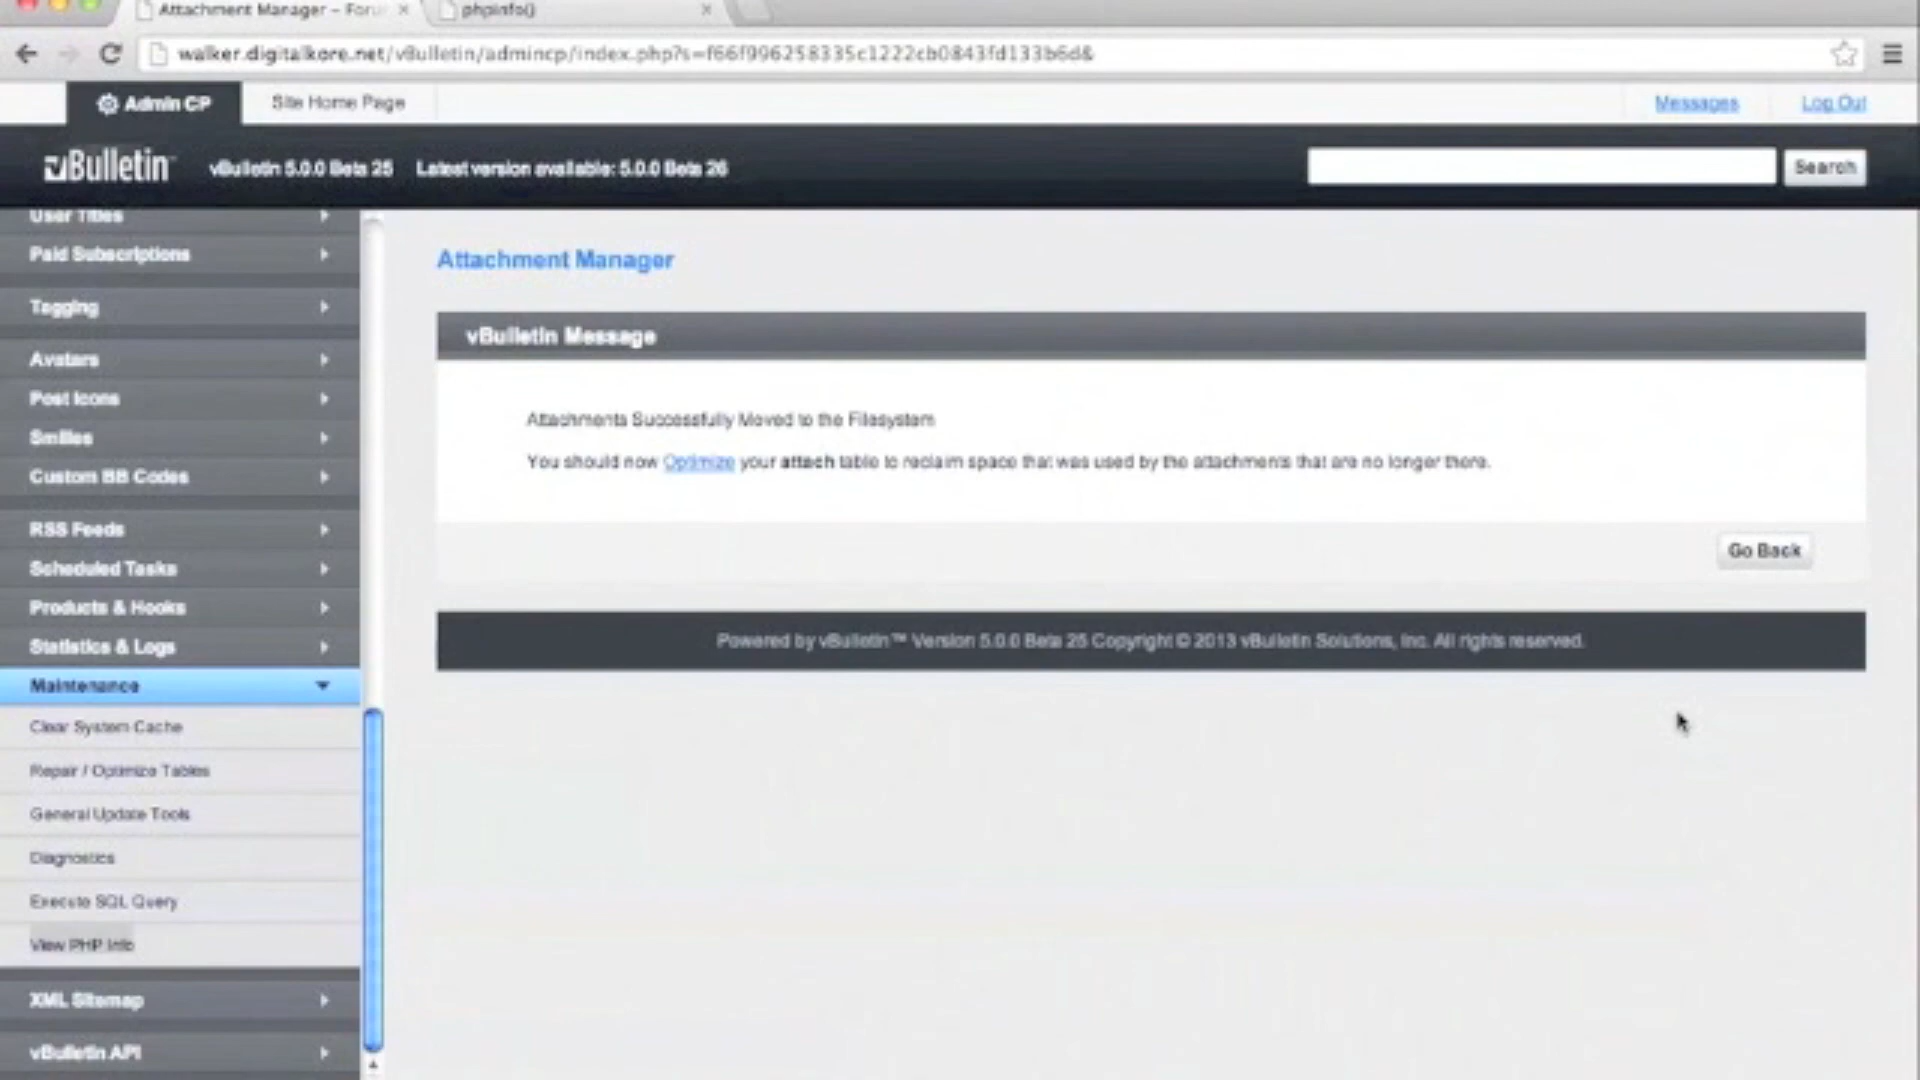 Attachment Manager – Foru
phpinfo()
walker.digitalkore.net/vBulletin/admincp/index.php?s=f66f996258335c1222cb0843fd133b6d&
Admin CP
Site Home Page
Messages
Log Out
vBulletin
vBulletin 5.0.0 Beta 25
Latest version available: 5.0.0 Beta 26
Search
User Titles
Paid Subscriptions
Tagging
Avatars
Post Icons
Smilies
Custom BB Codes
RSS Feeds
Scheduled Tasks
Products & Hooks
Statistics & Logs
Maintenance
Clear System Cache
Repair / Optimize Tables
General Update Tools
Diagnostics
Execute SQL Query
View PHP Info
XML Sitemap
vBulletin API
Attachment Manager
vBulletin Message
Attachments Successfully Moved to the Filesystem
You should now Optimize your attach table to reclaim space that was used by the attachments that are no longer there.
Go Back
Powered by vBulletin™ Version 5.0.0 Beta 25 Copyright © 2013 vBulletin Solutions, Inc. All rights reserved.